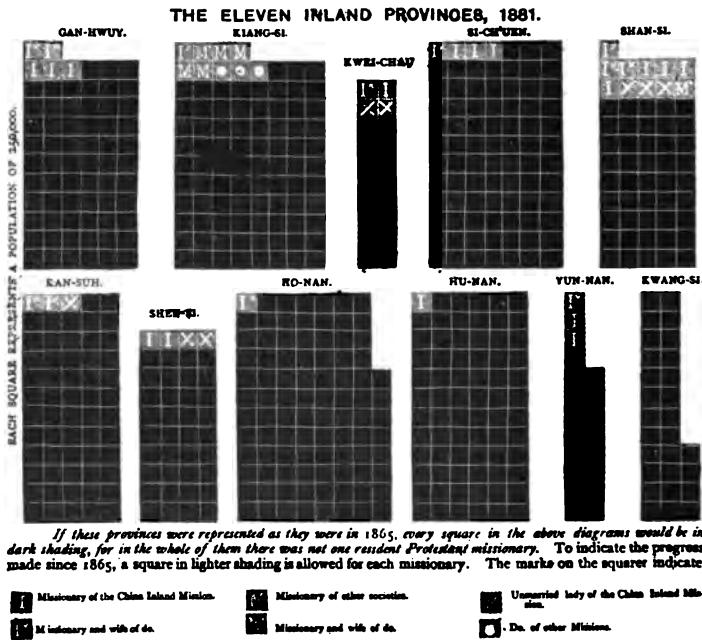 THE ELEVEN INLAND PROVINCES, 1881.
GAN-HWUY.
KIANG-SI.
KWEI-CHAU
SI-CH'UEN.
SHAN-SI.
EACH SQUARE REPRESENTS A POPULATION OF 250,000.
KAN-SUH.
SHEN-SI.
HO-NAN.
HU-NAN.
YUN-NAN.
KWANG-SI
If these provinces were represented as they were in 1865, every square in the above diagrams would be in
dark shading, for in the whole of them there was not one resident Protestant missionary. To indicate the progress
made since 1865, a square in lighter shading is allowed for each missionary. The marks on the squares indicate
Missionary of the China Inland Mission.
Missionary of other societies.
Unmarried lady of the China Inland Mis-
sion.
Missionary and wife of do.
Missionary and wife of do.
Do. of other Missions.